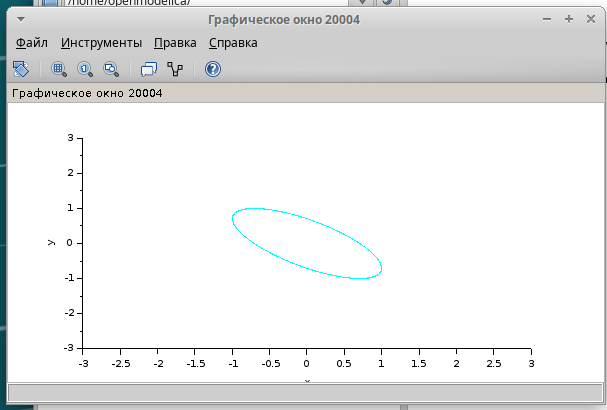 /home/openmodelica/
Графическое окно 20004
Файл Инструменты Правка Справка
Графическое окно 20004
3
2
1
0
-1
-2
-3
y
-3 -2.5 -2 -1.5 -1 -0.5 0 0.5 1 1.5 2 2.5 3